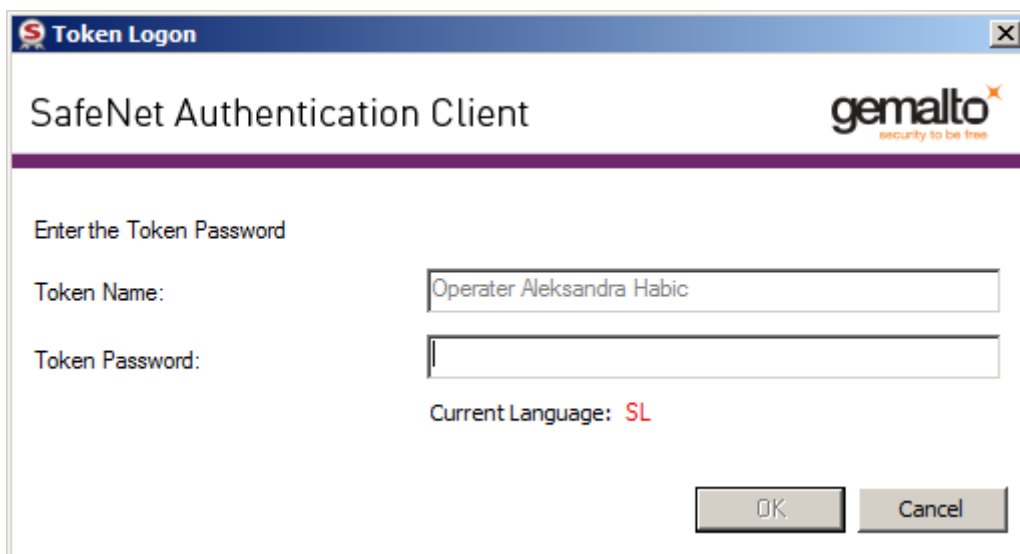 Token Logon
SafeNet Authentication Client
gemalto
security to be free
Enter the Token Password
Token Name: Operater Aleksandra Habic
Token Password:
Current Language: SL
OK Cancel